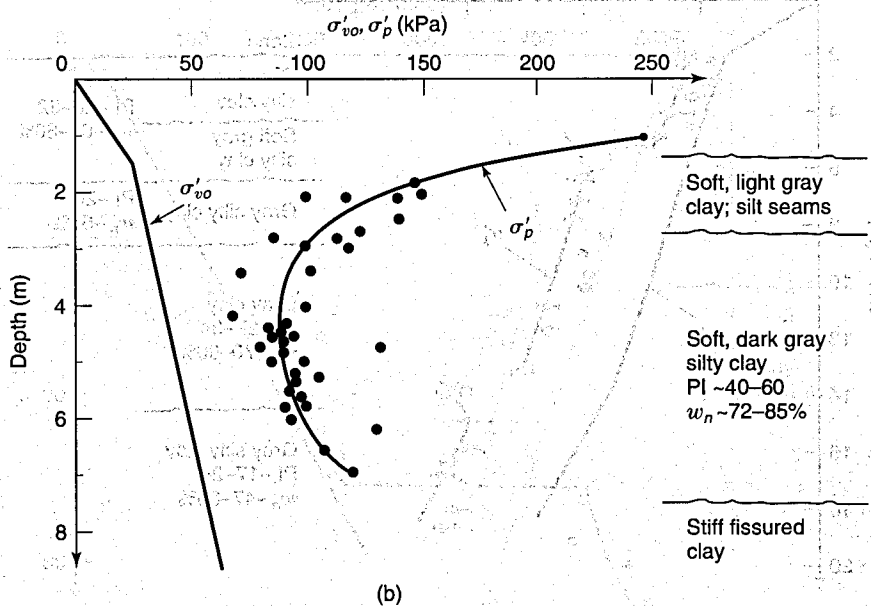 σ′vo, σ′p (kPa)
0 50 100 150 200 250
Depth (m)
2
4
6
8
σ′vo
σ′p
Soft, light gray
clay; silt seams
Soft, dark gray
silty clay
PI ~40–60
wn ~72–85%
Stiff fissured
clay
(b)